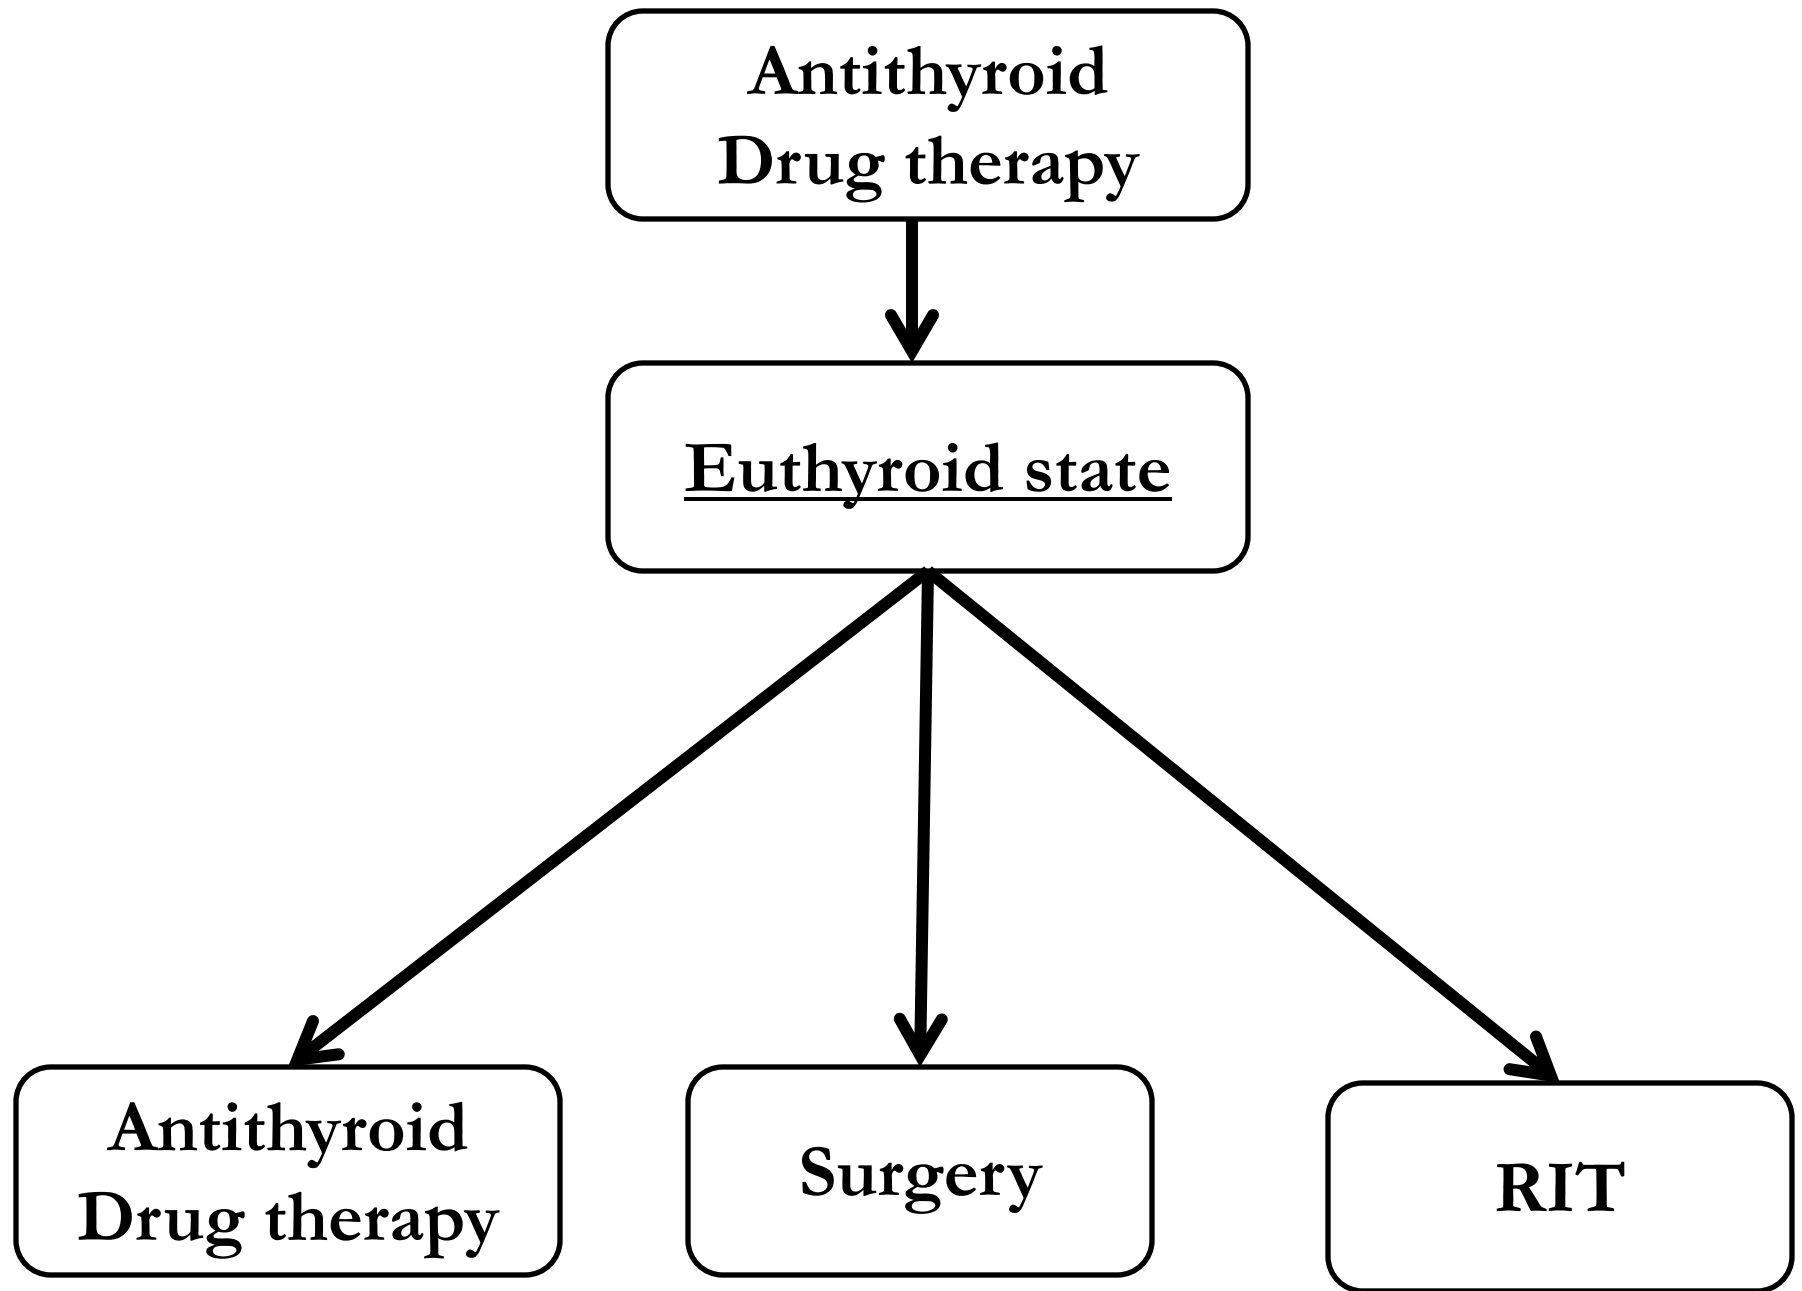 Antithyroid
Drug therapy
Euthyroid state
Antithyroid
Drug therapy
Surgery
RIT